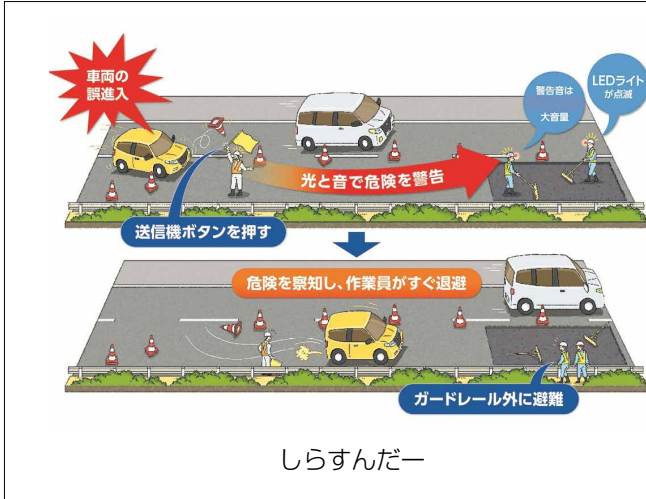 車両の
誤進入
警告音は
大音量
LEDライト
が点滅
光と音で危険を警告
送信機ボタンを押す
危険を察知し、作業員がすぐ退避
ガードレール外に避難
しらすんだー